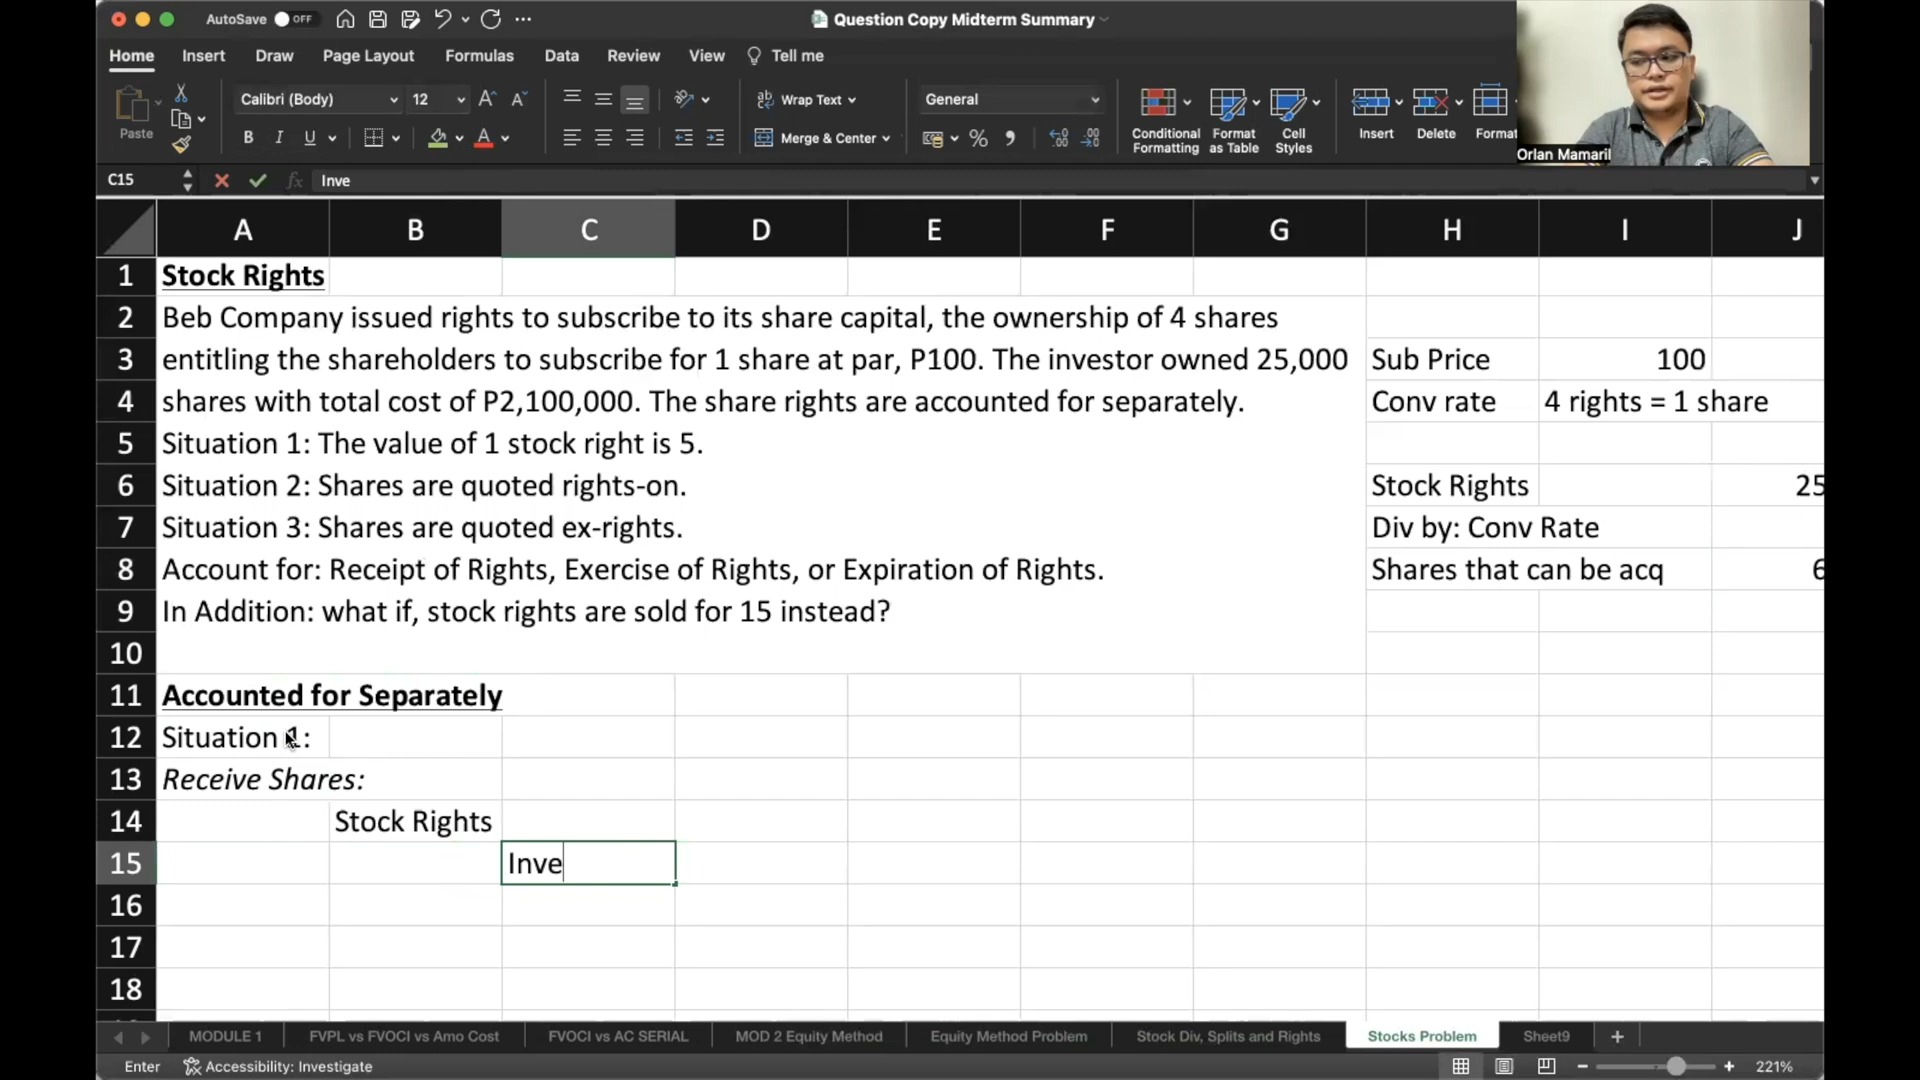 AutoSave OFF
Question Copy Midterm Summary
Home Insert Draw Page Layout Formulas Data Review View Tell me
Paste
Calibri (Body) 12
B I U
Wrap Text
Merge & Center
General
Conditional Formatting
Format as Table
Cell Styles
Insert Delete Format
Orlan Mamaril
C15 fx Inve
A B C D E F G H I J
1 Stock Rights
2 Beb Company issued rights to subscribe to its share capital, the ownership of 4 shares
3 entitling the shareholders to subscribe for 1 share at par, P100. The investor owned 25,000 Sub Price 100
4 shares with total cost of P2,100,000. The share rights are accounted for separately. Conv rate 4 rights = 1 share
5 Situation 1: The value of 1 stock right is 5.
6 Situation 2: Shares are quoted rights-on. Stock Rights 25
7 Situation 3: Shares are quoted ex-rights. Div by: Conv Rate
8 Account for: Receipt of Rights, Exercise of Rights, or Expiration of Rights. Shares that can be acq 6
9 In Addition: what if, stock rights are sold for 15 instead?
10
11 Accounted for Separately
12 Situation 1:
13 Receive Shares:
14 Stock Rights
15 Inve
16
17
18
MODULE 1 FVPL vs FVOCI vs Amo Cost FVOCI vs AC SERIAL MOD 2 Equity Method Equity Method Problem Stock Div, Splits and Rights Stocks Problem Sheet9 +
Enter Accessibility: Investigate 221%